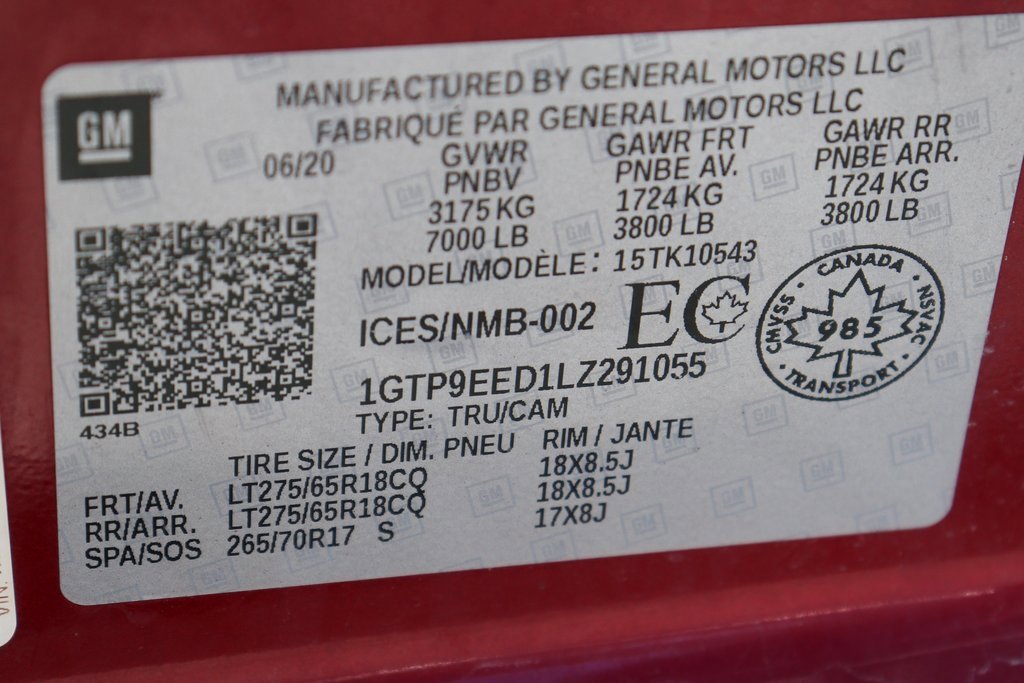 MANUFACTURED BY GENERAL MOTORS LLC
FABRIQUÉ PAR GENERAL MOTORS LLC
GM
06/20
GVWR GAWR FRT GAWR RR
PNBV PNBE AV. PNBE ARR.
3175 KG 1724 KG 1724 KG
7000 LB 3800 LB 3800 LB
MODEL/MODÈLE: 15TK10543
ICES/NMB-002 EC
CANADA
CMVSS 985 NSVAC
TRANSPORT
1GTP9EED1LZ291055
TYPE: TRU/CAM
434B
TIRE SIZE / DIM. PNEU RIM / JANTE
FRT/AV. LT275/65R18CQ 18X8.5J
RR/ARR. LT275/65R18CQ 18X8.5J
SPA/SOS 265/70R17 S 17X8J